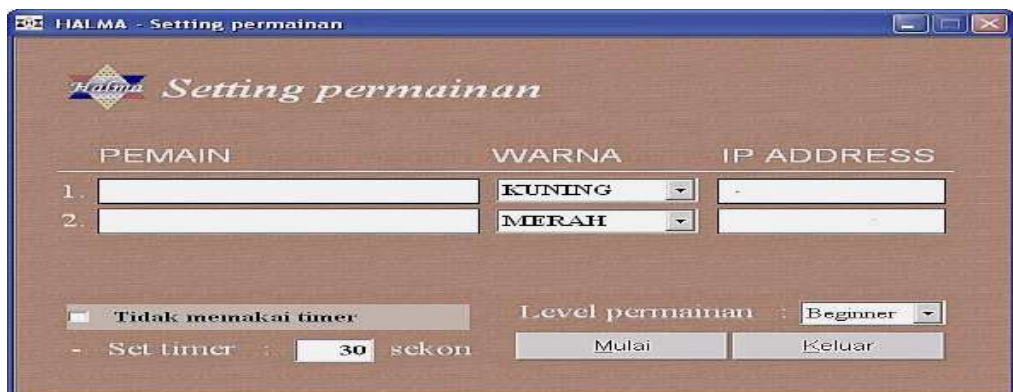 HALMA - Setting permainan
Halma Setting permainan
PEMAIN WARNA IP ADDRESS
1. KUNING -
2. MERAH
Tidak memakai timer Level permainan : Beginner
- Set timer : 30 sekon Mulai Keluar